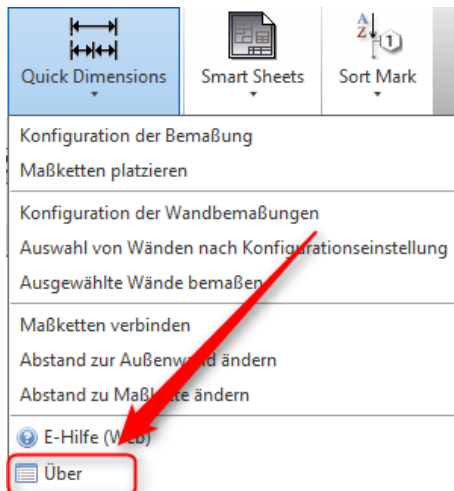 Quick Dimensions
Smart Sheets
A
Z 1
Sort Mark
Konfiguration der Bemaßung
Maßketten platzieren
Konfiguration der Wandbemaßungen
Auswahl von Wänden nach Konfigurationseinstellung
Ausgewählte Wände bemaßen
Maßketten verbinden
Abstand zur Außenwand ändern
Abstand zu Maßkette ändern
E-Hilfe (Web)
Über